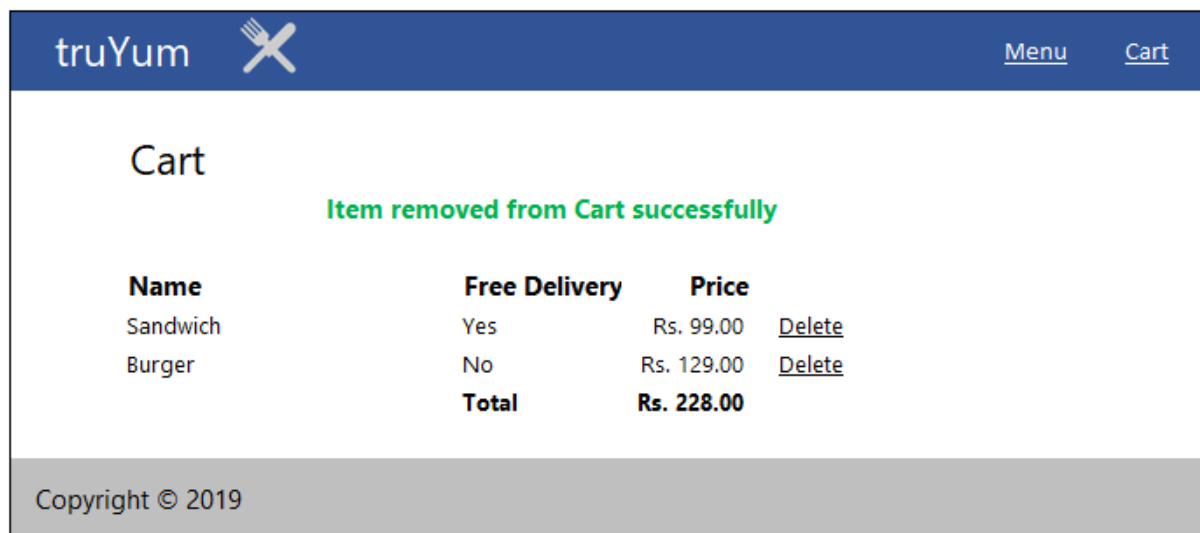 truYum Menu Cart
Cart
Item removed from Cart successfully
Name Free Delivery Price
Sandwich Yes Rs. 99.00 Delete
Burger No Rs. 129.00 Delete
Total Rs. 228.00
Copyright © 2019